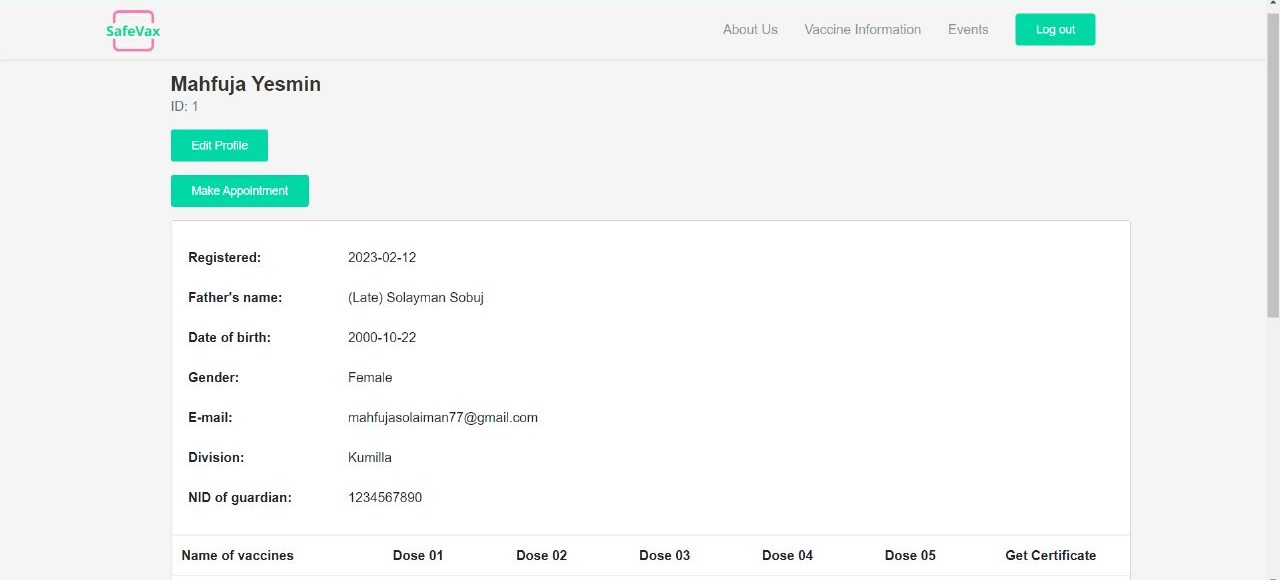 SafeVax About Us Vaccine Information Events Log out
Mahfuja Yesmin
ID: 1
Edit Profile
Make Appointment
Registered: 2023-02-12
Father's name: (Late) Solayman Sobuj
Date of birth: 2000-10-22
Gender: Female
E-mail: mahfujasolaiman77@gmail.com
Division: Kumilla
NID of guardian: 1234567890
Name of vaccines Dose 01 Dose 02 Dose 03 Dose 04 Dose 05 Get Certificate